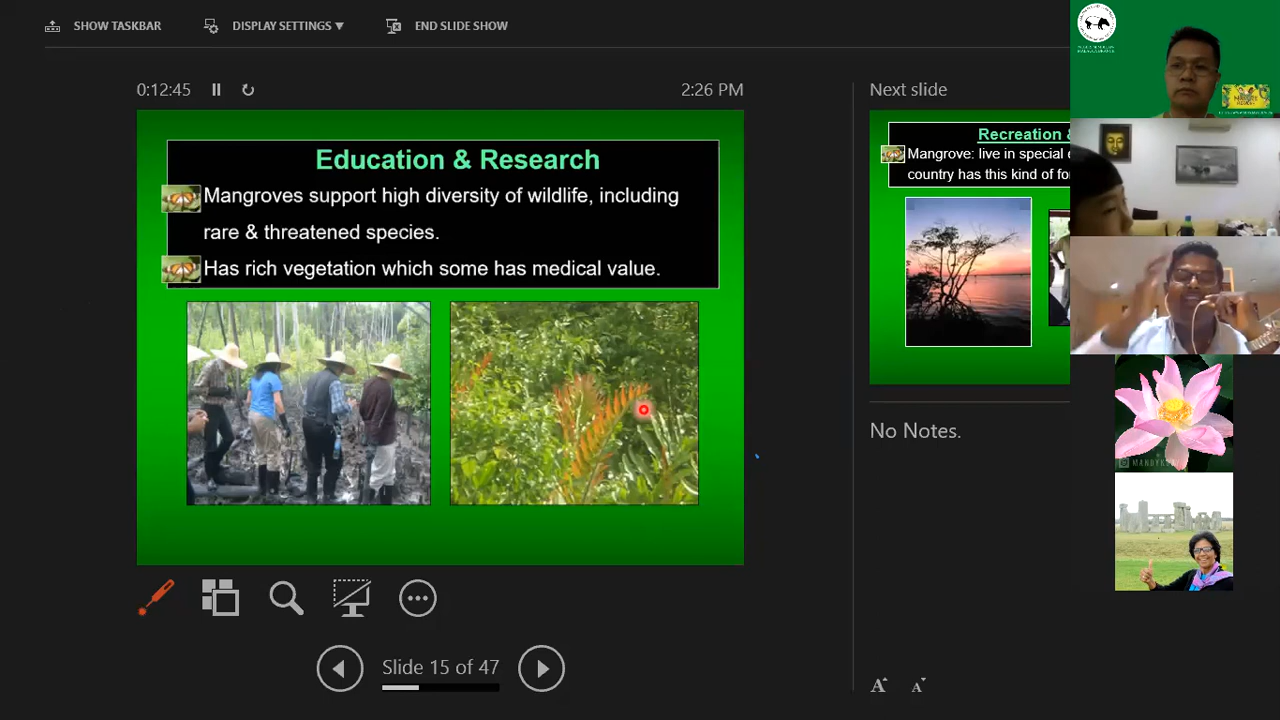 SHOW TASKBAR
DISPLAY SETTINGS ▼
END SLIDE SHOW
0:12:45
2:26 PM
Education & Research
Mangroves support high diversity of wildlife, including
rare & threatened species.
Has rich vegetation which some has medical value.
Slide 15 of 47
Next slide
Recreation &
Mangrove: live in special e
country has this kind of fo
No Notes.
A A